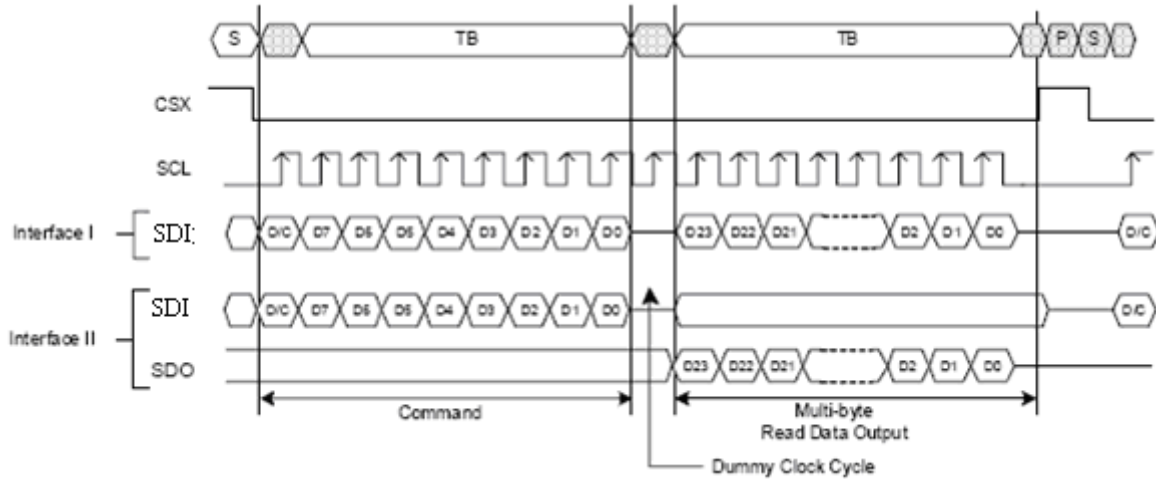 S TB TB P S
CSX
SCL
Interface I SDI: D/C D7 D6 D5 D4 D3 D2 D1 D0 D23 D22 D21 D2 D1 D0 D/C
SDI D/C D7 D6 D5 D4 D3 D2 D1 D0 D/C
Interface II
SDO D23 D22 D21 D2 D1 D0
Command Multi-byte
Read Data Output
Dummy Clock Cycle